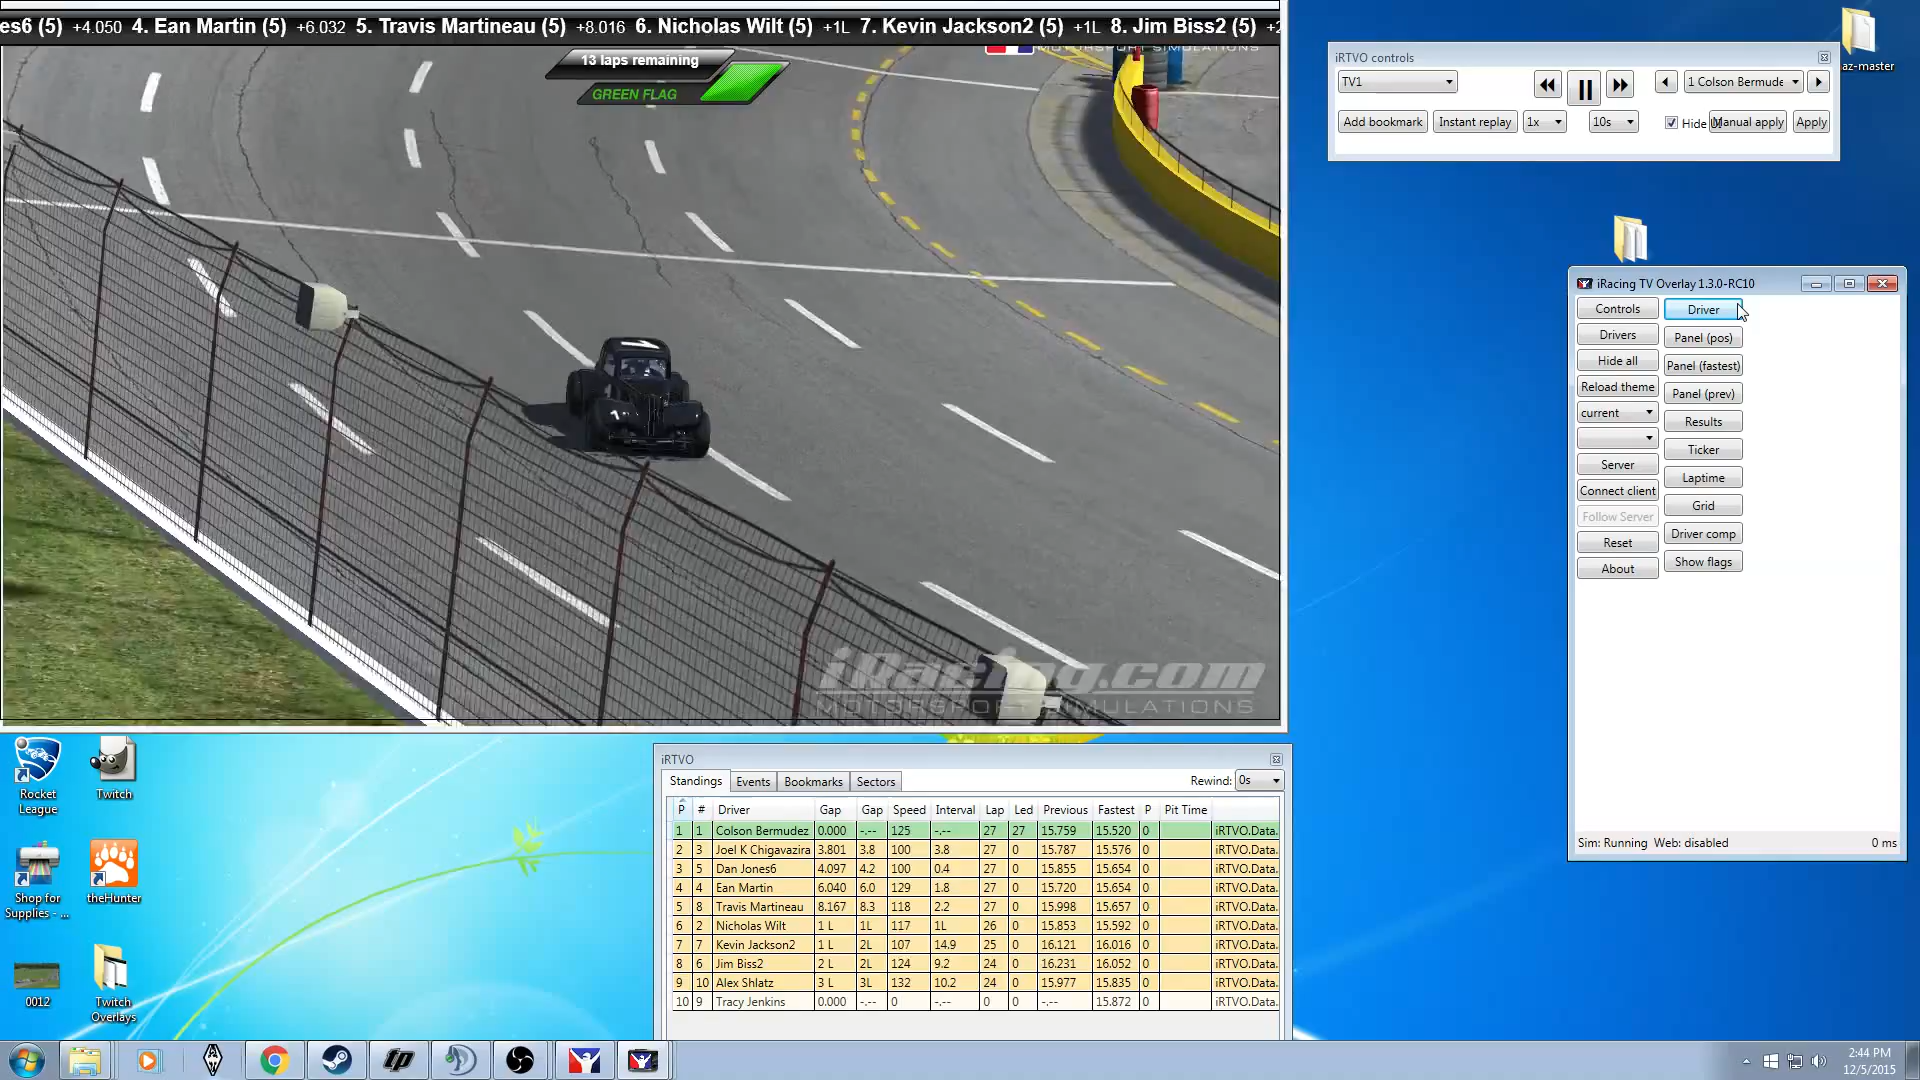 es6 (5) +4.050 4. Ean Martin (5) +6.032 5. Travis Martineau (5) +8.016 6. Nicholas Wilt (5) +1L 7. Kevin Jackson2 (5) +1L 8. Jim Biss2 (5) +2
MOTORSPORT SIMULATIONS
13 laps remaining
GREEN FLAG
1
iRacing.com
MOTORSPORT SIMULATIONS
az-master
iRTVO controls
TV1
1 Colson Bermude
Add bookmark
Instant replay
1x
10s
Hide
Manual apply
Apply
iRacing TV Overlay 1.3.0-RC10
Controls
Drivers
Hide all
Reload theme
current
Server
Connect client
Follow Server
Reset
About
Driver
Panel (pos)
Panel (fastest)
Panel (prev)
Results
Ticker
Laptime
Grid
Driver comp
Show flags
Sim: Running Web: disabled 0 ms
Rocket League
Twitch
Shop for Supplies - ...
theHunter
0012
Twitch Overlays
iRTVO
Standings Events Bookmarks Sectors Rewind: 0s
P # Driver Gap Gap Speed Interval Lap Led Previous Fastest P Pit Time
1 1 Colson Bermudez 0.000 -.-- 125 -.-- 27 27 15.759 15.520 0 iRTVO.Data.
2 3 Joel K Chigavazira 3.801 3.8 100 3.8 27 0 15.787 15.576 0 iRTVO.Data.
3 5 Dan Jones6 4.097 4.2 100 0.4 27 0 15.855 15.654 0 iRTVO.Data.
4 4 Ean Martin 6.040 6.0 129 1.8 27 0 15.720 15.654 0 iRTVO.Data.
5 8 Travis Martineau 8.167 8.3 118 2.2 27 0 15.998 15.657 0 iRTVO.Data.
6 2 Nicholas Wilt 1 L 1L 117 1L 26 0 15.853 15.592 0 iRTVO.Data.
7 7 Kevin Jackson2 1 L 2L 107 14.9 25 0 16.121 16.016 0 iRTVO.Data.
8 6 Jim Biss2 2 L 2L 124 9.2 24 0 16.231 16.052 0 iRTVO.Data.
9 10 Alex Shlatz 3 L 3L 132 10.2 24 0 15.977 15.835 0 iRTVO.Data.
10 9 Tracy Jenkins 0.000 -.-- 0 -.-- 0 0 -.-- 15.872 0 iRTVO.Data.
2:44 PM
12/5/2015